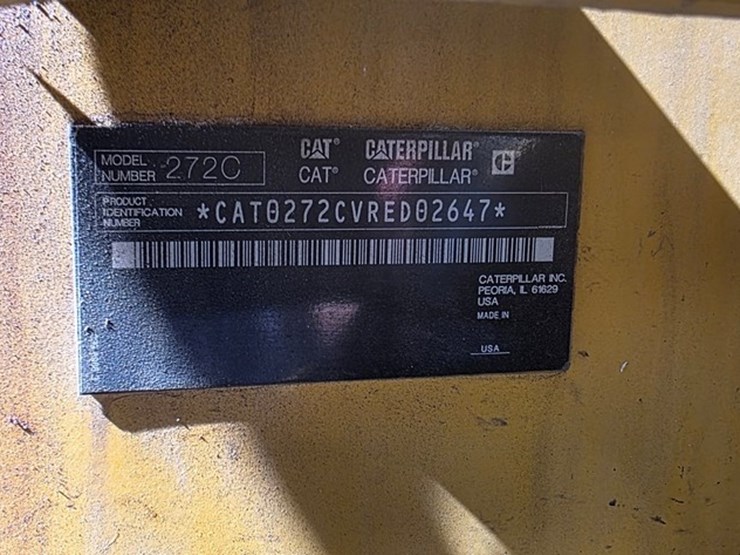 MODEL NUMBER 272C
CAT® CATERPILLAR®
CAT® CATERPILLAR®
PRODUCT IDENTIFICATION NUMBER *CAT0272CVRED02647*
CATERPILLAR INC.
PEORIA, IL 61629
USA
MADE IN
USA